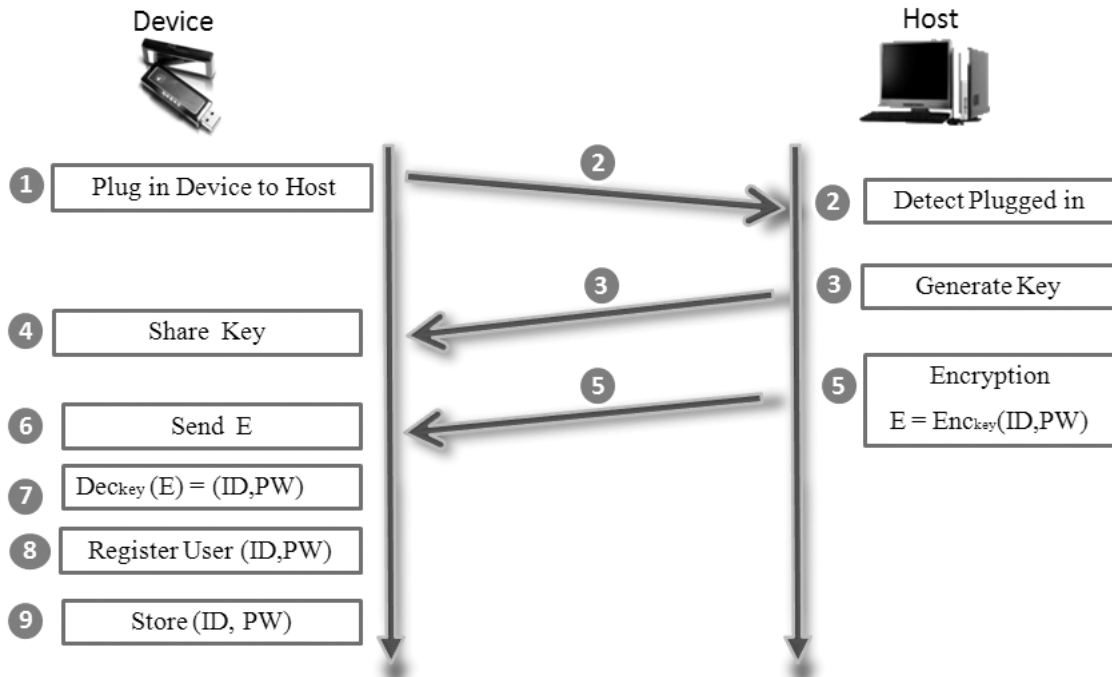 Device
Host
1
Plug in Device to Host
2
2
Detect Plugged in
3
3
Generate Key
4
Share Key
5
5
Encryption
E = Enckey(ID,PW)
6
Send E
7
Deckey (E) = (ID,PW)
8
Register User (ID,PW)
9
Store (ID, PW)